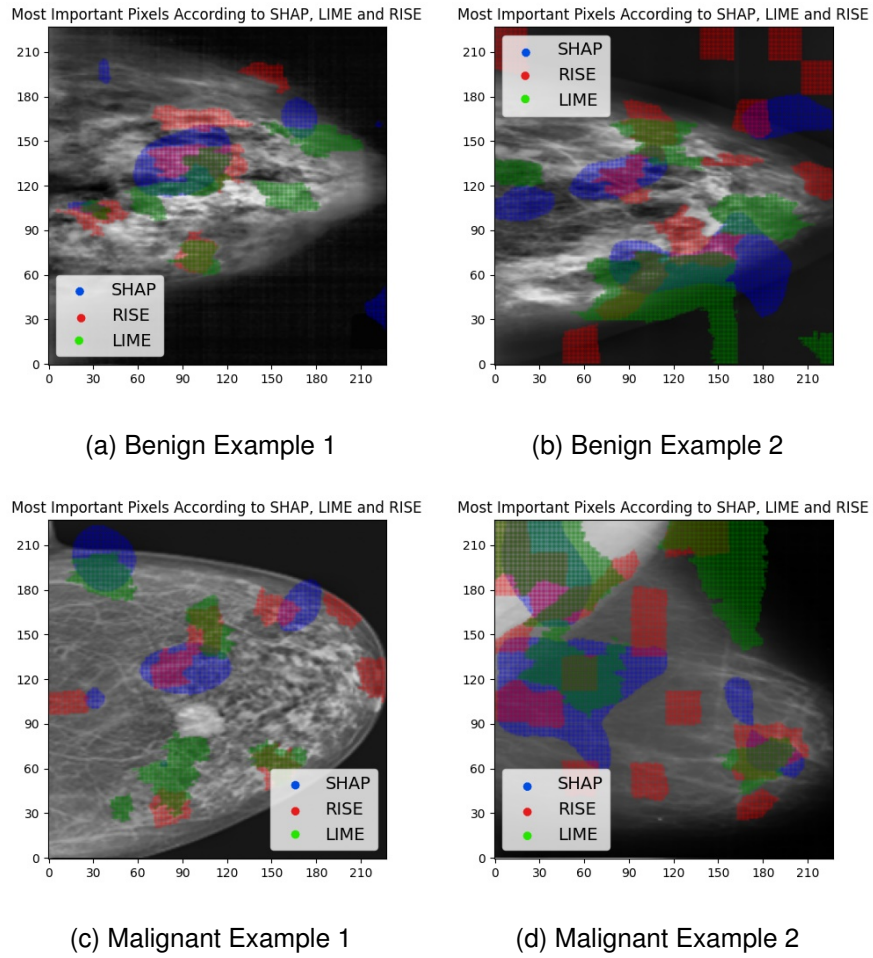 Most Important Pixels According to SHAP, LIME and RISE
210
180
150
120
90
60
30
0
SHAP
RISE
LIME
0 30 60 90 120 150 180 210
(a) Benign Example 1
Most Important Pixels According to SHAP, LIME and RISE
210
180
150
120
90
60
30
0
SHAP
RISE
LIME
0 30 60 90 120 150 180 210
(b) Benign Example 2
Most Important Pixels According to SHAP, LIME and RISE
210
180
150
120
90
60
30
0
SHAP
RISE
LIME
0 30 60 90 120 150 180 210
(c) Malignant Example 1
Most Important Pixels According to SHAP, LIME and RISE
210
180
150
120
90
60
30
0
SHAP
RISE
LIME
0 30 60 90 120 150 180 210
(d) Malignant Example 2